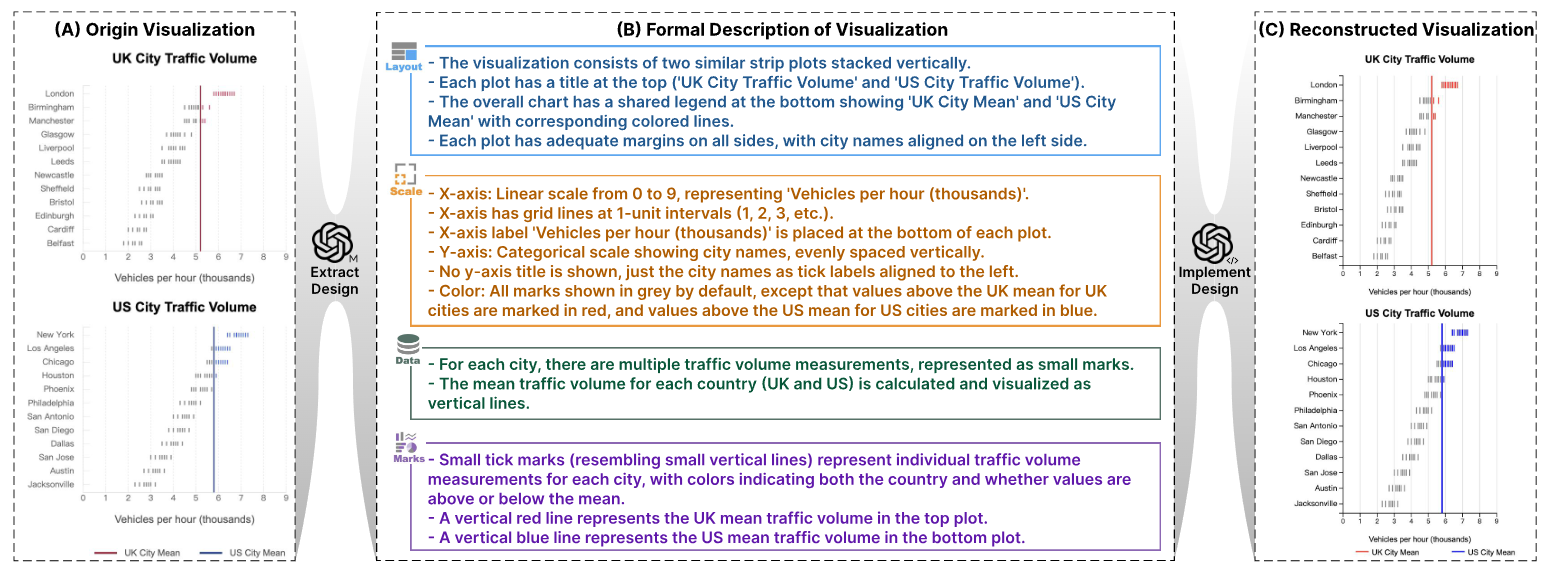 (A) Origin Visualization
UK City Traffic Volume
London
Birmingham
Manchester
Glasgow
Liverpool
Leeds
Newcastle
Sheffield
Bristol
Edinburgh
Cardiff
Belfast
0 1 2 3 4 5 6 7 8 9
Vehicles per hour (thousands)
US City Traffic Volume
New York
Los Angeles
Chicago
Houston
Phoenix
Philadelphia
San Antonio
San Diego
Dallas
San Jose
Austin
Jacksonville
0 1 2 3 4 5 6 7 8 9
Vehicles per hour (thousands)
UK City Mean US City Mean
M
Extract
Design
(B) Formal Description of Visualization
Layout
- The visualization consists of two similar strip plots stacked vertically.
- Each plot has a title at the top ('UK City Traffic Volume' and 'US City Traffic Volume').
- The overall chart has a shared legend at the bottom showing 'UK City Mean' and 'US City
Mean' with corresponding colored lines.
- Each plot has adequate margins on all sides, with city names aligned on the left side.
Scale
- X-axis: Linear scale from 0 to 9, representing 'Vehicles per hour (thousands)'.
- X-axis has grid lines at 1-unit intervals (1, 2, 3, etc.).
- X-axis label 'Vehicles per hour (thousands)' is placed at the bottom of each plot.
- Y-axis: Categorical scale showing city names, evenly spaced vertically.
- No y-axis title is shown, just the city names as tick labels aligned to the left.
- Color: All marks shown in grey by default, except that values above the UK mean for UK
cities are marked in red, and values above the US mean for US cities are marked in blue.
Data
- For each city, there are multiple traffic volume measurements, represented as small marks.
- The mean traffic volume for each country (UK and US) is calculated and visualized as
vertical lines.
Marks
- Small tick marks (resembling small vertical lines) represent individual traffic volume
measurements for each city, with colors indicating both the country and whether values are
above or below the mean.
- A vertical red line represents the UK mean traffic volume in the top plot.
- A vertical blue line represents the US mean traffic volume in the bottom plot.
</>
Implement
Design
(C) Reconstructed Visualization
UK City Traffic Volume
London
Birmingham
Manchester
Glasgow
Liverpool
Leeds
Newcastle
Sheffield
Bristol
Edinburgh
Cardiff
Belfast
0 1 2 3 4 5 6 7 8 9
Vehicles per hour (thousands)
US City Traffic Volume
New York
Los Angeles
Chicago
Houston
Phoenix
Philadelphia
San Antonio
San Diego
Dallas
San Jose
Austin
Jacksonville
0 1 2 3 4 5 6 7 8 9
Vehicles per hour (thousands)
UK City Mean US City Mean